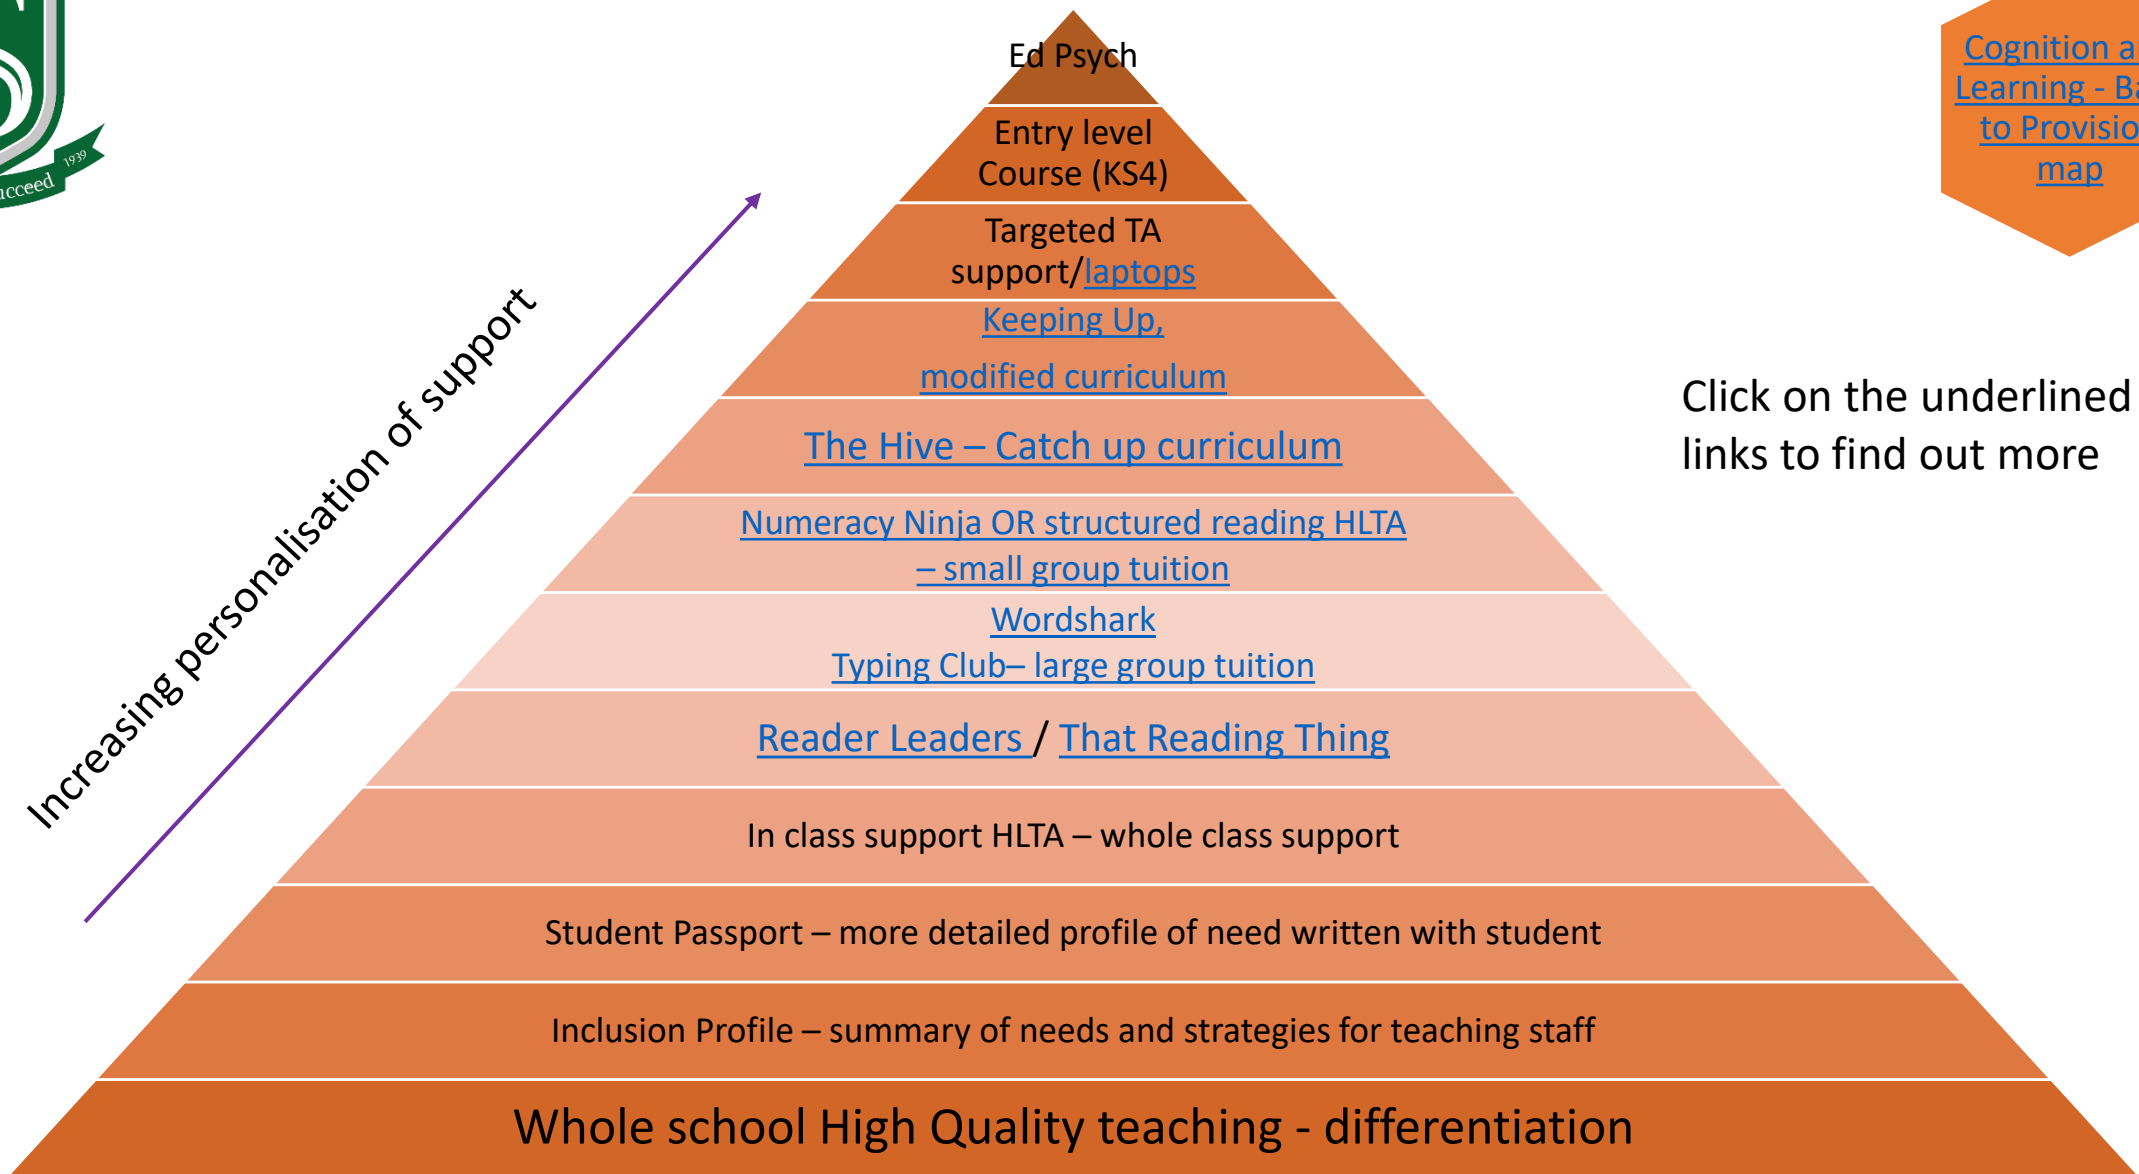 Ed Psych
Entry level
Course (KS4)
Targeted TA
support/laptops
Keeping Up,
modified curriculum
The Hive – Catch up curriculum
Numeracy Ninja OR structured reading HLTA
– small group tuition
Wordshark
Typing Club– large group tuition
Reader Leaders / That Reading Thing
In class support HLTA – whole class support
Student Passport – more detailed profile of need written with student
Inclusion Profile – summary of needs and strategies for teaching staff
Whole school High Quality teaching - differentiation
Increasing personalisation of support
Cognition
Learning -
to
map
Click on the underlined
links to find out more
1939